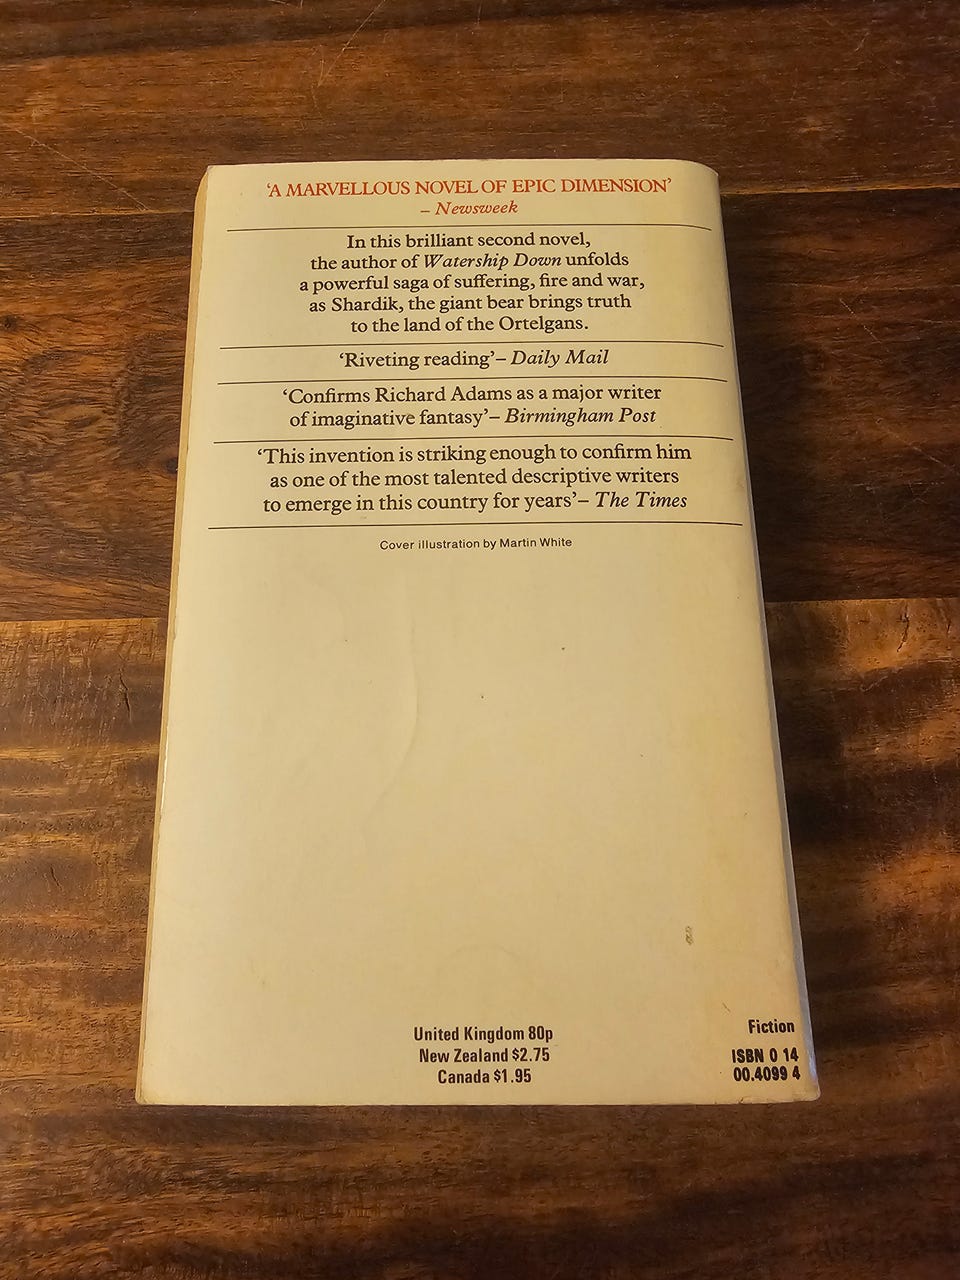 ‘A MARVELLOUS NOVEL OF EPIC DIMENSION’
– Newsweek
In this brilliant second novel,
the author of Watership Down unfolds
a powerful saga of suffering, fire and war,
as Shardik, the giant bear brings truth
to the land of the Ortelgans.
‘Riveting reading’– Daily Mail
‘Confirms Richard Adams as a major writer
of imaginative fantasy’– Birmingham Post
‘This invention is striking enough to confirm him
as one of the most talented descriptive writers
to emerge in this country for years’– The Times
Cover illustration by Martin White
United Kingdom 80p
New Zealand $2.75
Canada $1.95
Fiction
ISBN 0 14
00.4099 4